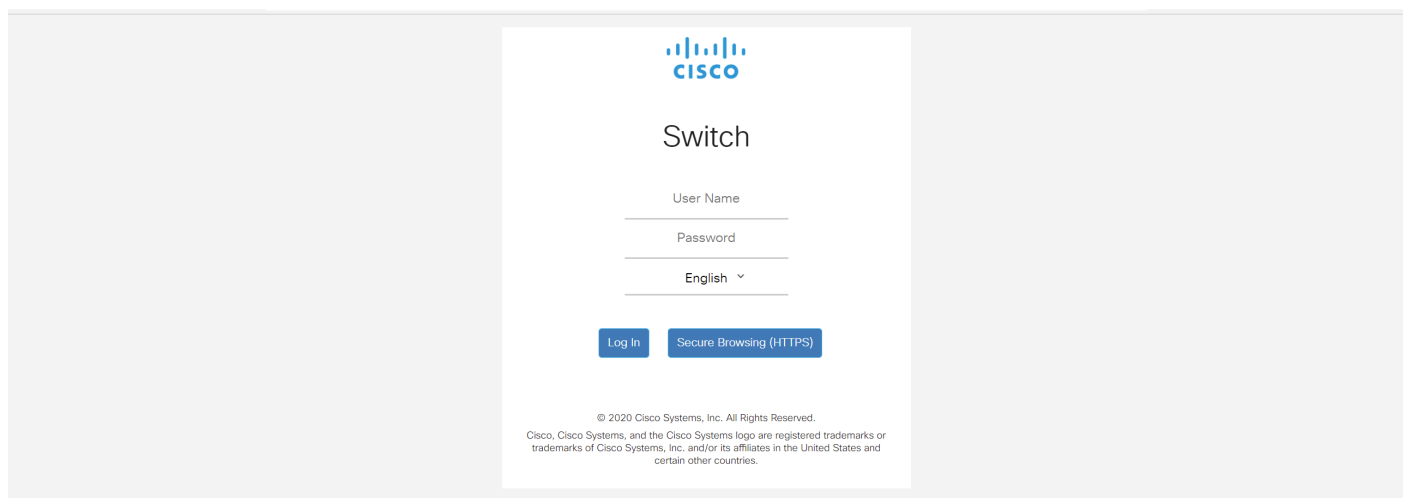 CISCO
Switch
User Name
Password
English
Log In Secure Browsing (HTTPS)
© 2020 Cisco Systems, Inc. All Rights Reserved.
Cisco, Cisco Systems, and the Cisco Systems logo are registered trademarks or
trademarks of Cisco Systems, Inc. and/or its affiliates in the United States and
certain other countries.